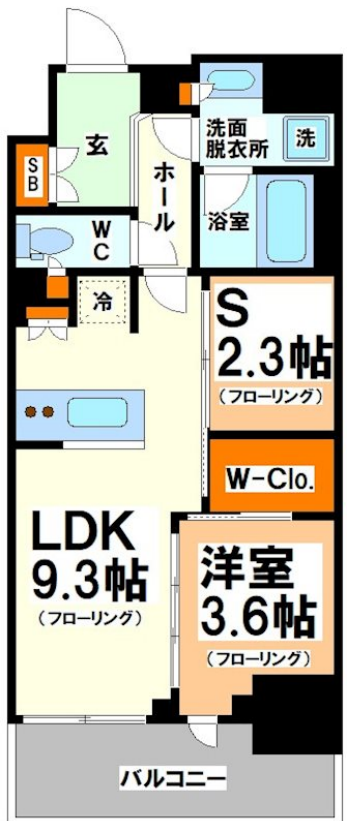 玄
洗面
脱衣所
洗
SB
ホール
浴室
WC
冷
S
2.3帖
(フローリング)
W-Clo.
LDK
9.3帖
(フローリング)
洋室
3.6帖
(フローリング)
バルコニー